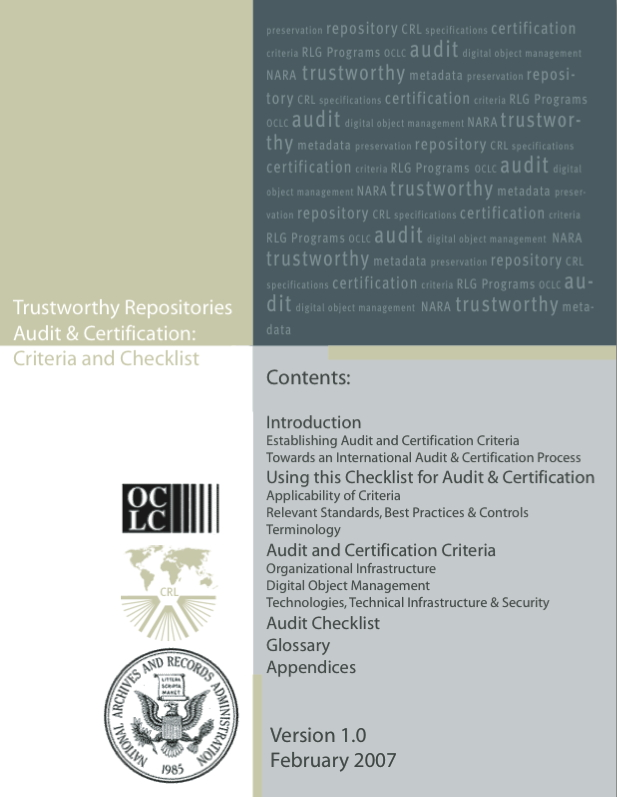 preservation repository CRL specifications certification
criteria RLG Programs OCLC audit digital object management
NARA trustworthy metadata preservation reposi-
tory CRL specifications certification criteria RLG Programs
OCLC audit digital object management NARA trustwor-
thy metadata preservation repository CRL specifications
certification criteria RLG Programs OCLC audit digital
object management NARA trustworthy metadata preser-
vation repository CRL specifications certification criteria
RLG Programs OCLC audit digital object management NARA
trustworthy metadata preservation repository CRL
specifications certification criteria RLG Programs OCLC au-
dit digital object management NARA trustworthy meta-
data
Trustworthy Repositories
Audit & Certification:
Criteria and Checklist
Contents:
Introduction
Establishing Audit and Certification Criteria
Towards an International Audit & Certification Process
Using this Checklist for Audit & Certification
Applicability of Criteria
Relevant Standards, Best Practices & Controls
Terminology
Audit and Certification Criteria
Organizational Infrastructure
Digital Object Management
Technologies, Technical Infrastructure & Security
Audit Checklist
Glossary
Appendices
Version 1.0
February 2007
OC
LC
CRL
NATIONAL ARCHIVES AND RECORDS ADMINISTRATION
LITTERA
SCRIPTA
MANET
1985